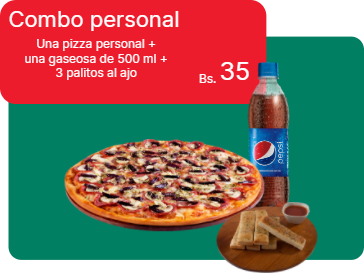 Combo personal
Una pizza personal +
una gaseosa de 500 ml +
3 palitos al ajo
Bs. 35
pepsi